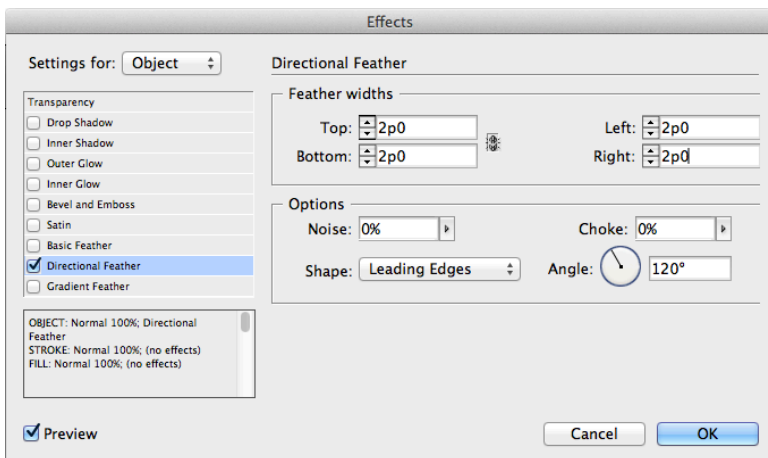 Effects
Settings for: Object
Transparency
Drop Shadow
Inner Shadow
Outer Glow
Inner Glow
Bevel and Emboss
Satin
Basic Feather
Directional Feather
Gradient Feather
OBJECT: Normal 100%; Directional
Feather
STROKE: Normal 100%; (no effects)
FILL: Normal 100%; (no effects)
Preview
Directional Feather
Feather widths
Top: 2p0 Left: 2p0
Bottom: 2p0 Right: 2p0
Options
Noise: 0% Choke: 0%
Shape: Leading Edges Angle: 120°
Cancel OK